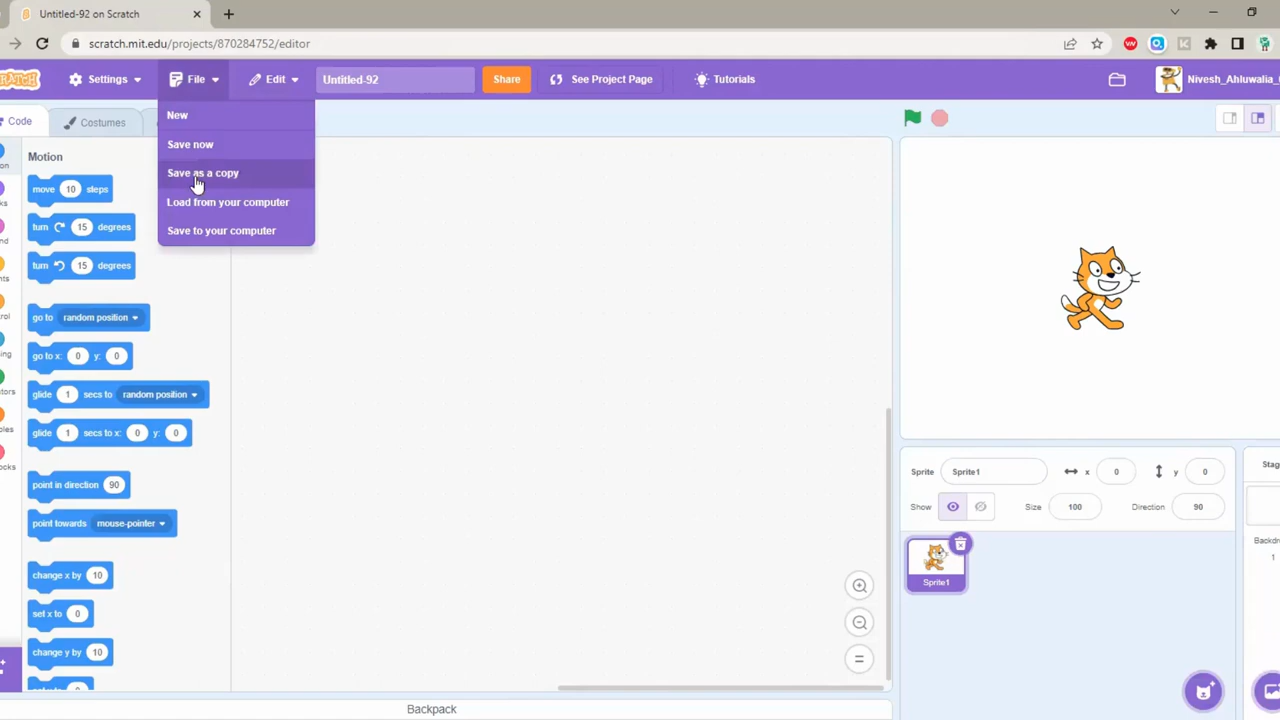 Untitled-92 on Scratch
scratch.mit.edu/projects/870284752/editor
Settings File Edit Untitled-92 Share See Project Page Tutorials Nivesh_Ahluwalia_
New
Save now
Save as a copy
Load from your computer
Save to your computer
Code Costumes
Motion
move 10 steps
turn 15 degrees
turn 15 degrees
go to random position
go to x: 0 y: 0
glide 1 secs to random position
glide 1 secs to x: 0 y: 0
point in direction 90
point towards mouse-pointer
change x by 10
set x to 0
change y by 10
Sprite Sprite1 x 0 y 0
Show Size 100 Direction 90
Sprite1
Stag
Backdr
1
Backpack